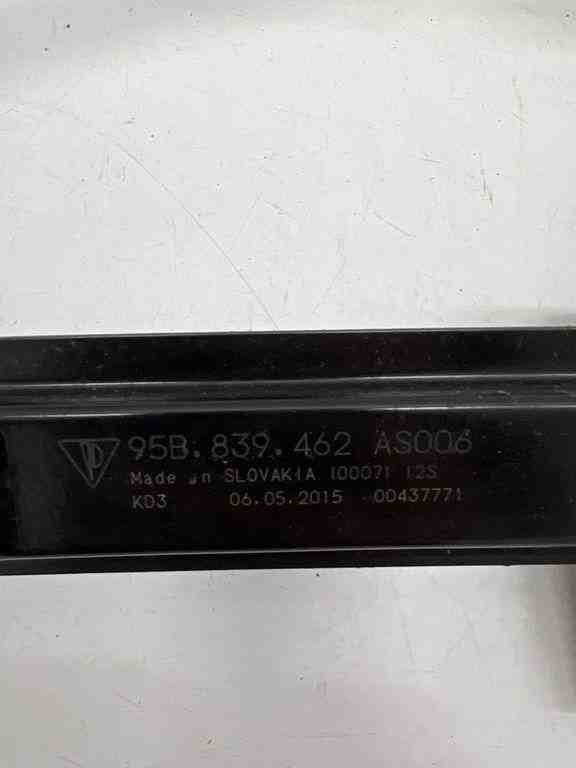 95B.839.462 AS006
Made in SLOVAKIA 100071 12S
K03 06.05.2015 00437771